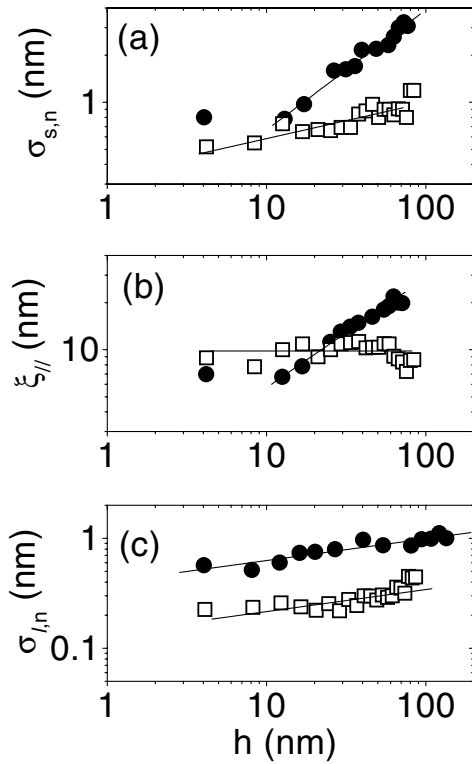 (a)
σs,n (nm)
1
1 10 100
(b)
ξ// (nm)
10
1 10 100
(c)
σl,n (nm)
1
0.1
1 10 100
h (nm)